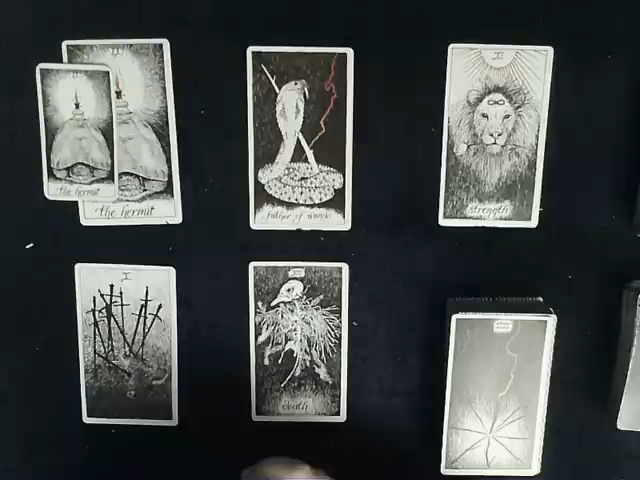 the hermit
the hermit
father of wands
strength
death